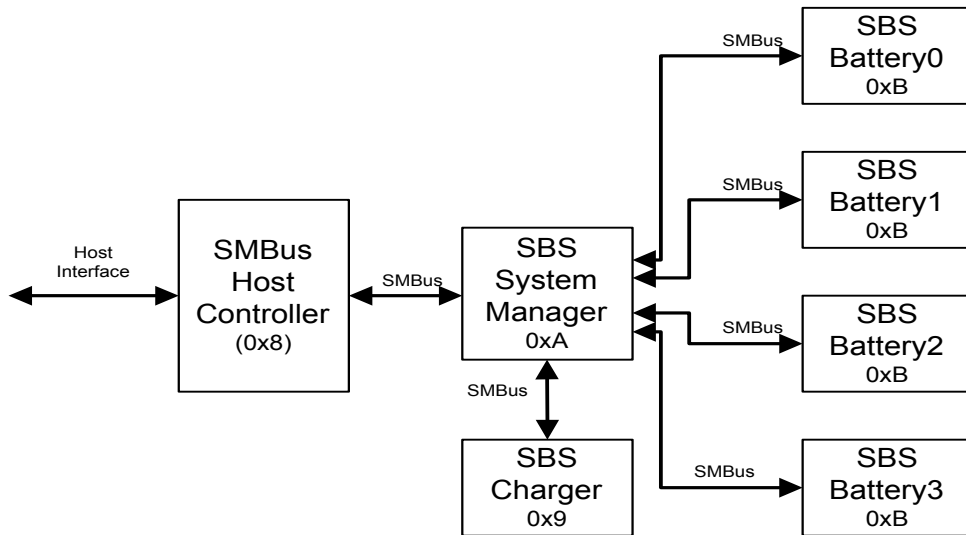 Host
Interface
SMBus
Host
Controller
(0x8)
SMBus
SBS
System
Manager
0xA
SMBus
SBS
Charger
0x9
SMBus
SBS
Battery0
0xB
SMBus
SBS
Battery1
0xB
SMBus
SBS
Battery2
0xB
SMBus
SBS
Battery3
0xB